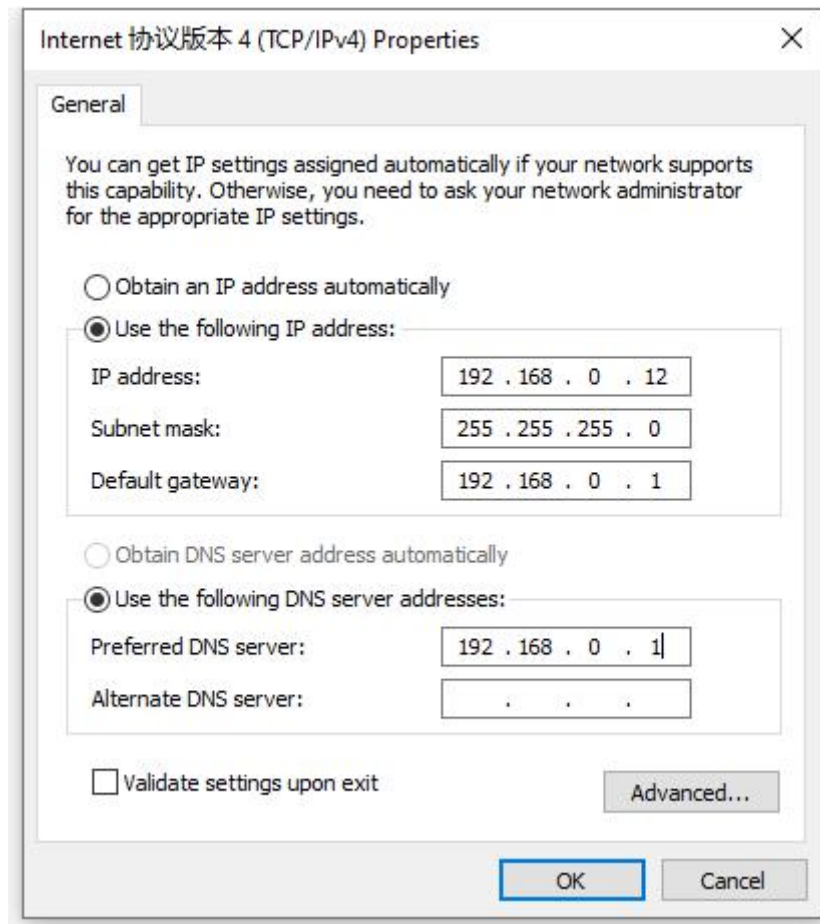 Internet 协议版本 4 (TCP/IPv4) Properties
General
You can get IP settings assigned automatically if your network supports
this capability. Otherwise, you need to ask your network administrator
for the appropriate IP settings.
Obtain an IP address automatically
Use the following IP address:
IP address: 192 . 168 . 0 . 12
Subnet mask: 255 . 255 . 255 . 0
Default gateway: 192 . 168 . 0 . 1
Obtain DNS server address automatically
Use the following DNS server addresses:
Preferred DNS server: 192 . 168 . 0 . 1
Alternate DNS server: . . .
Validate settings upon exit
Advanced...
OK Cancel